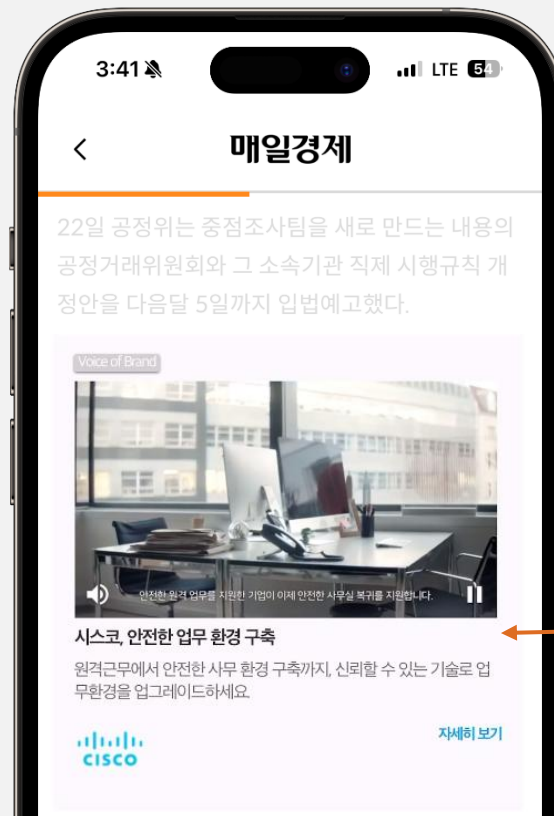 3:41
LTE 54
매일경제
22일 공정위는 중점조사팀을 새로 만드는 내용의
공정거래위원회와 그 소속기관 직제 시행규칙 개
정안을 다음달 5일까지 입법예고했다.
Voice of Brand
안전한 원격 업무를 지원한 기업이 이제 안전한 사무실 복귀를 지원합니다.
시스코, 안전한 업무 환경 구축
원격근무에서 안전한 사무 환경 구축까지, 신뢰할 수 있는 기술로 업
무환경을 업그레이드하세요.
자세히 보기
CISCO